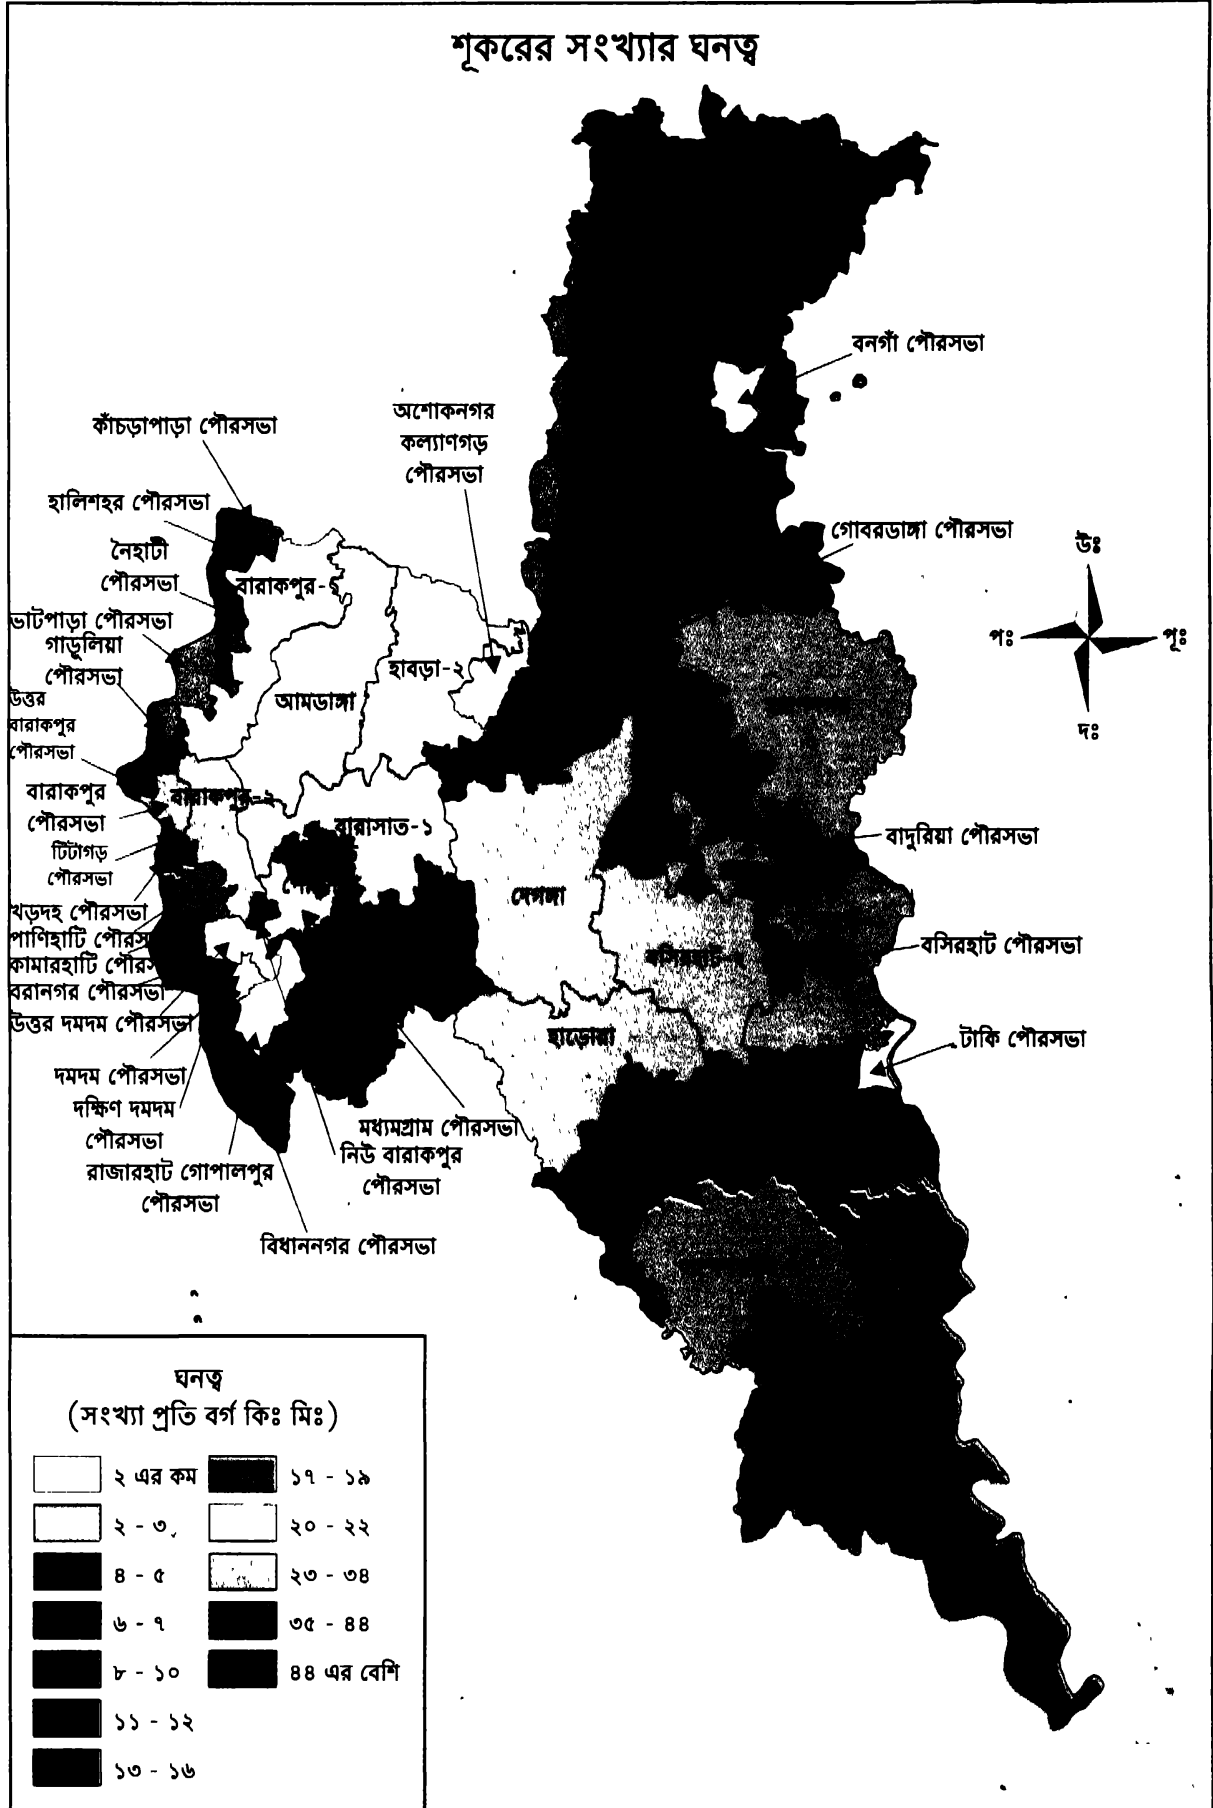 শূকরের সংখ্যার ঘনত্ব
বনগাঁ পৌরসভা
কাঁচড়াপাড়া পৌরসভা
অশোকনগর
কল্যাণগড়
পৌরসভা
হালিশহর পৌরসভা
গোবরডাঙ্গা পৌরসভা
নৈহাটী
পৌরসভা
উঃ
পঃ
পূঃ
দঃ
বারাকপুর-১
ভাটপাড়া পৌরসভা
গাড়ুলিয়া
পৌরসভা
হাবড়া-২
আমডাঙ্গা
উত্তর
বারাকপুর
পৌরসভা
বারাকপুর-২
বারাকপুর
পৌরসভা
বারাসাত-১
বাদুরিয়া পৌরসভা
টিটাগড়
পৌরসভা
দেগঙ্গা
খড়দহ পৌরসভা
পাণিহাটি পৌরস
কামারহাটি পৌরস
বরানগর পৌরসভা
উত্তর দমদম পৌরসভা
বসিরহাট পৌরসভা
হাড়োয়া
টাকি পৌরসভা
দমদম পৌরসভা
দক্ষিণ দমদম
পৌরসভা
রাজারহাট গোপালপুর
পৌরসভা
মধ্যমগ্রাম পৌরসভা
নিউ বারাকপুর
পৌরসভা
বিধাননগর পৌরসভা
ঘনত্ব
(সংখ্যা প্রতি বর্গ কিঃ মিঃ)
২ এর কম
২ - ৩
৪ - ৫
৬ - ৭
৮ - ১০
১১ - ১২
১৩ - ১৬
১৭ - ১৯
২০ - ২২
২৩ - ৩৪
৩৫ - ৪৪
৪৪ এর বেশি